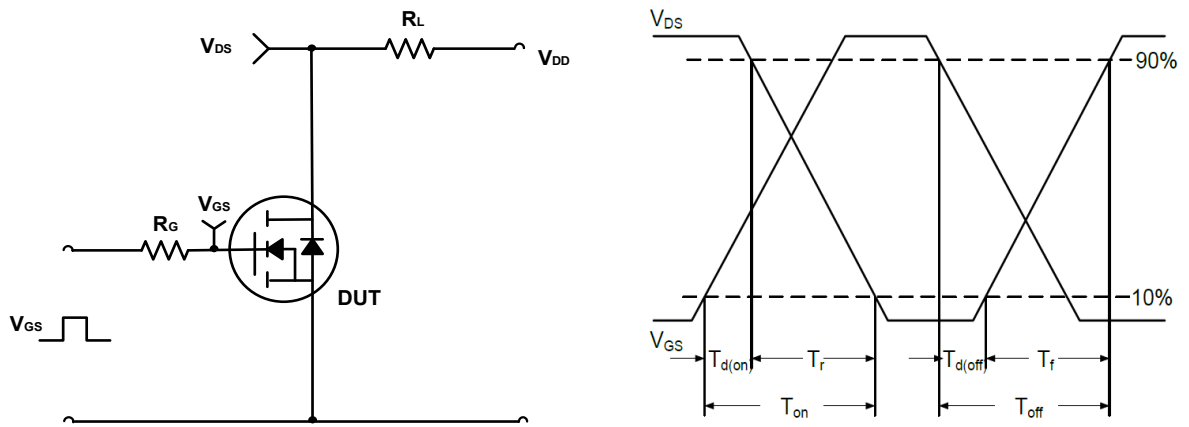 RL
VDS
VDD
VGS
RG
DUT
VGS
VDS
90%
10%
VGS
Td(on)
Tr
Td(off)
Tf
Ton
Toff